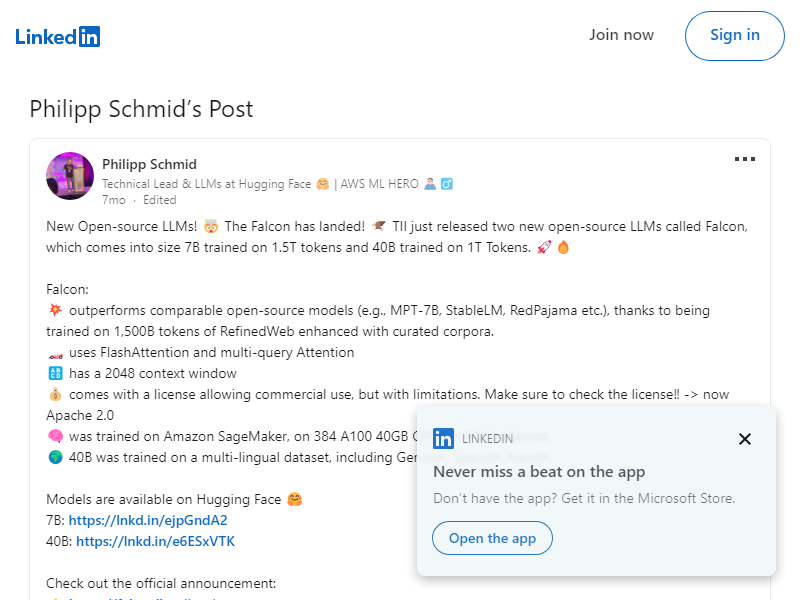 Linked in
Join now
Sign in
Philipp Schmid's Post
Philipp Schmid
Technical Lead & LLMs at Hugging Face 🤗 | AWS ML HERO 🦸🏻‍♂️
7mo · Edited
New Open-source LLMs! 🤯 The Falcon has landed! 🦅 TII just released two new open-source LLMs called Falcon,
which comes into size 7B trained on 1.5T tokens and 40B trained on 1T Tokens. 🚀 🔥
Falcon:
💥 outperforms comparable open-source models (e.g., MPT-7B, StableLM, RedPajama etc.), thanks to being
trained on 1,500B tokens of RefinedWeb enhanced with curated corpora.
🏎 uses FlashAttention and multi-query Attention
🔠 has a 2048 context window
💰 comes with a license allowing commercial use, but with limitations. Make sure to check the license!! -> now
Apache 2.0
🧠 was trained on Amazon SageMaker, on 384 A100 40GB
🌍 40B was trained on a multi-lingual dataset, including
Models are available on Hugging Face 🤗
7B: https://lnkd.in/ejpGndA2
40B: https://lnkd.in/e6ESxVTK
Check out the official announcement:
in LINKEDIN
Never miss a beat on the app
Don't have the app? Get it in the Microsoft Store.
Open the app